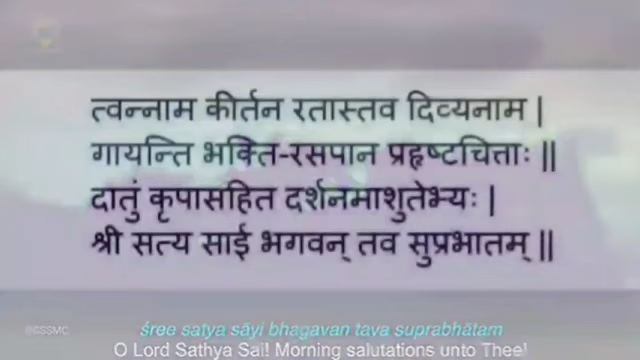 त्वन्नाम कीर्तन रतास्तव दिव्यनाम |
गायन्ति भक्ति-रसपान प्रहृष्टचित्ताः ||
दातुं कृपासहित दर्शनमाशुतेभ्यः |
श्री सत्य साई भगवन् तव सुप्रभातम् ||
@SSSMC
śree satya sāyi bhagavan tava suprabhātam
O Lord Sathya Sai! Morning salutations unto Thee!